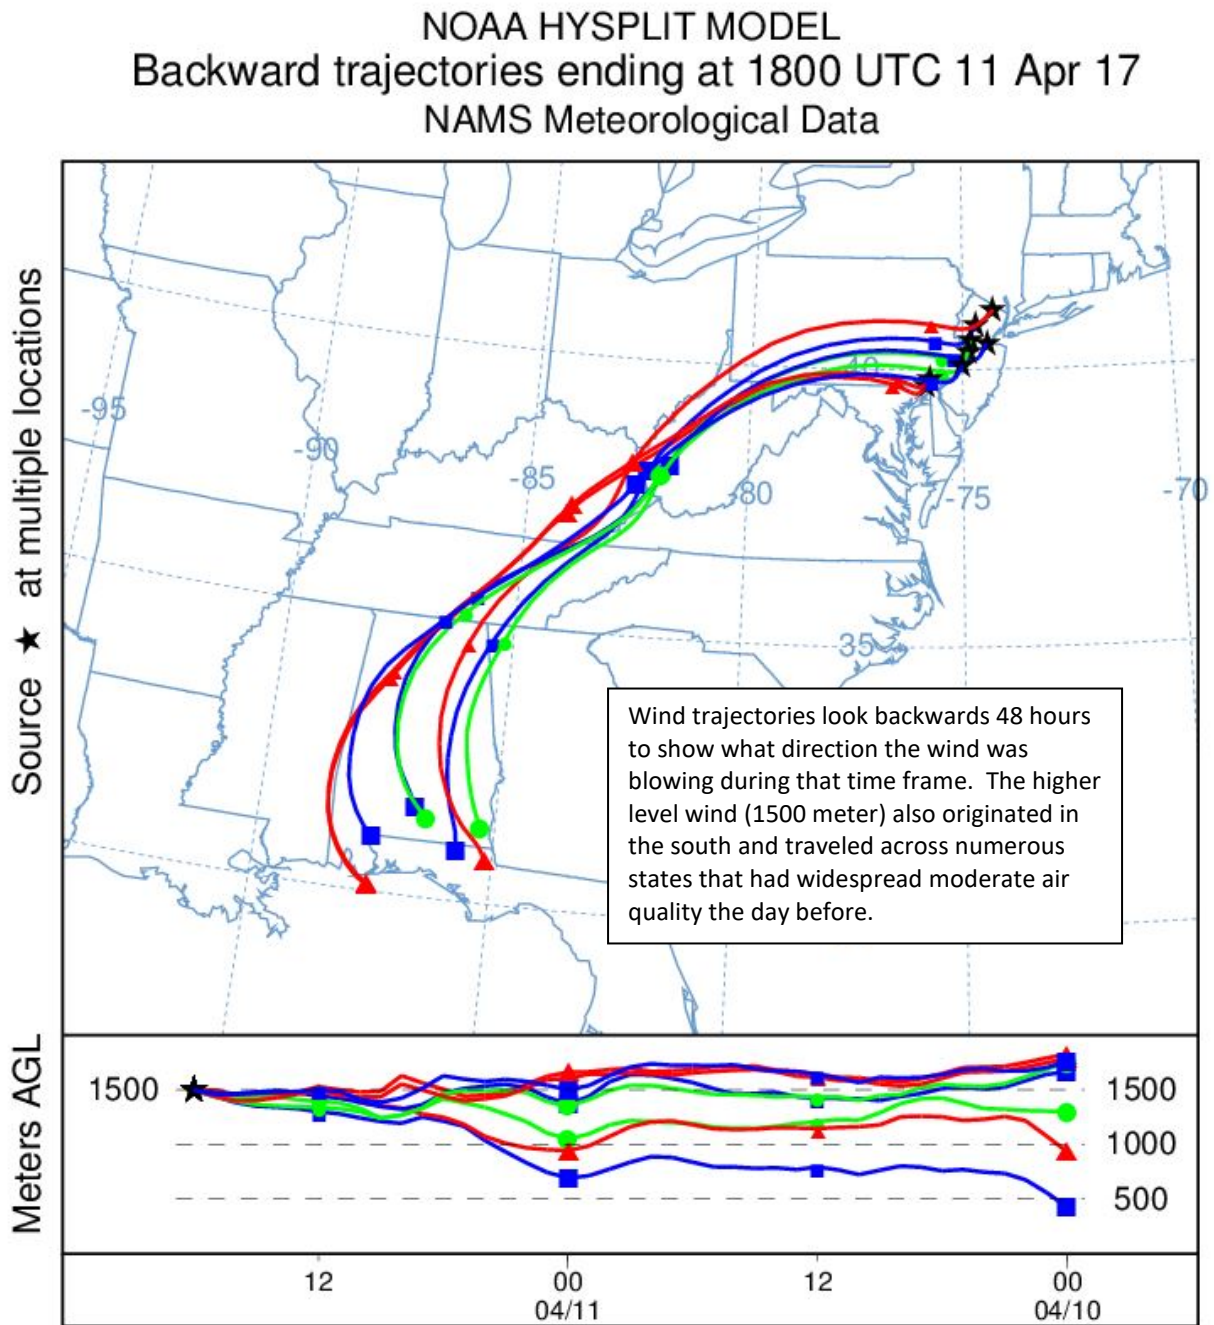 NOAA HYSPLIT MODEL
Backward trajectories ending at 1800 UTC 11 Apr 17
NAMS Meteorological Data
Source ★ at multiple locations
-95
-90
-85
-80
-75
-70
40
35
Wind trajectories look backwards 48 hours
to show what direction the wind was
blowing during that time frame.  The higher
level wind (1500 meter) also originated in
the south and traveled across numerous
states that had widespread moderate air
quality the day before.
Meters AGL
1500
1500
1000
500
12
00
12
00
04/11
04/10